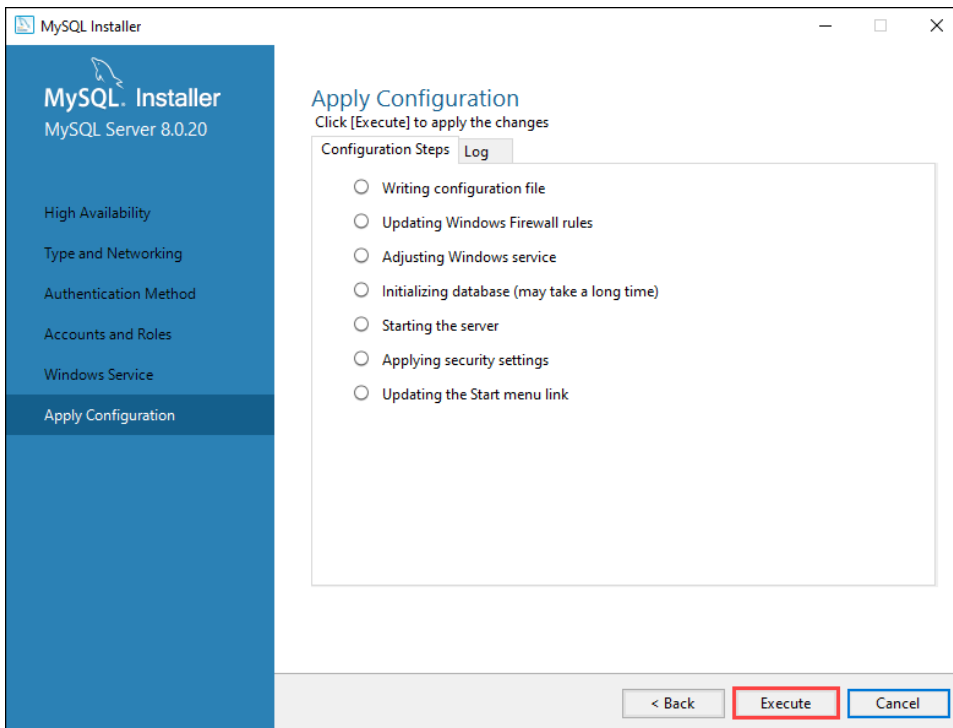 MySQL Installer
MySQL. Installer
MySQL Server 8.0.20
High Availability
Type and Networking
Authentication Method
Accounts and Roles
Windows Service
Apply Configuration
Apply Configuration
Click [Execute] to apply the changes
Configuration Steps Log
Writing configuration file
Updating Windows Firewall rules
Adjusting Windows service
Initializing database (may take a long time)
Starting the server
Applying security settings
Updating the Start menu link
< Back Execute Cancel